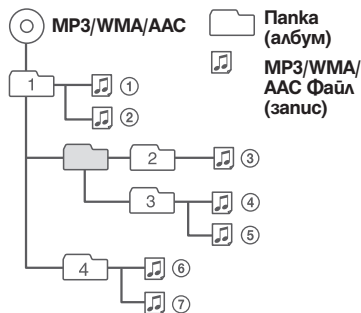 MP3/WMA/AAC
Папка
(албум)
MP3/WMA/
AAC Файл
(запис)
1
①
②
2
③
3
④
⑤
4
⑥
⑦